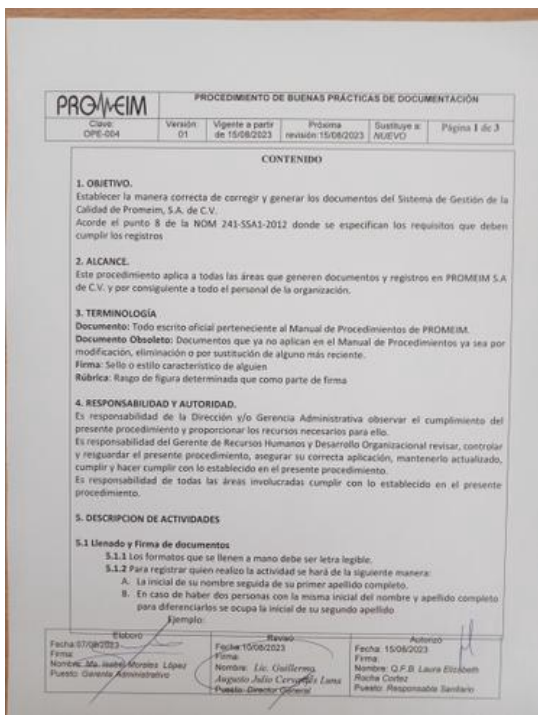 PROMEIM
PROCEDIMIENTO DE BUENAS PRÁCTICAS DE DOCUMENTACIÓN
Clave: OPE-004
Versión 01
Vigente a partir de 15/08/2023
Próxima revisión: 15/08/2023
Sustituye a: NUEVO
Página 1 de 3
CONTENIDO
1. OBJETIVO.
Establecer la manera correcta de corregir y generar los documentos del Sistema de Gestión de la
Calidad de Promeim, S.A. de C.V.
Acorde el punto 8 de la NOM 241-SSA1-2012 donde se especifican los requisitos que deben
cumplir los registros
2. ALCANCE.
Este procedimiento aplica a todas las áreas que generen documentos y registros en PROMEIM S.A
de C.V. y por consiguiente a todo el personal de la organización.
3. TERMINOLOGÍA
Documento: Todo escrito oficial perteneciente al Manual de Procedimientos de PROMEIM.
Documento Obsoleto: Documentos que ya no aplican en el Manual de Procedimientos ya sea por
modificación, eliminación o por sustitución de alguno más reciente.
Firma: Sello o estilo característico de alguien
Rúbrica: Rasgo de figura determinada que como parte de firma
4. RESPONSABILIDAD Y AUTORIDAD.
Es responsabilidad de la Dirección y/o Gerencia Administrativa observar el cumplimiento del
presente procedimiento y proporcionar los recursos necesarios para ello.
Es responsabilidad del Gerente de Recursos Humanos y Desarrollo Organizacional revisar, controlar
y resguardar el presente procedimiento, asegurar su correcta aplicación, mantenerlo actualizado,
cumplir y hacer cumplir con lo establecido en el presente procedimiento.
Es responsabilidad de todas las áreas involucradas cumplir con lo establecido en el presente
procedimiento.
5. DESCRIPCION DE ACTIVIDADES
5.1 Llenado y Firma de documentos
5.1.1 Los formatos que se llenen a mano debe ser letra legible.
5.1.2 Para registrar quien realizo la actividad se hará de la siguiente manera:
A. La inicial de su nombre seguida de su primer apellido completo.
B. En caso de haber dos personas con la misma inicial del nombre y apellido completo
para diferenciarlos se ocupa la inicial de su segundo apellido
Ejemplo:
Elaboró
Fecha:07/08/2023
Firma:
Nombre: Ma. Isabel Morales López
Puesto: Gerente Administrativo
Revisó
Fecha:10/08/2023
Firma:
Nombre: Lic. Guillermo
Augusto Julio Cervantes Luna
Puesto: Director General
Autorizó
Fecha: 15/08/2023
Firma:
Nombre: Q.F.B. Laura Elizabeth
Rocha Cortez
Puesto: Responsable Sanitario